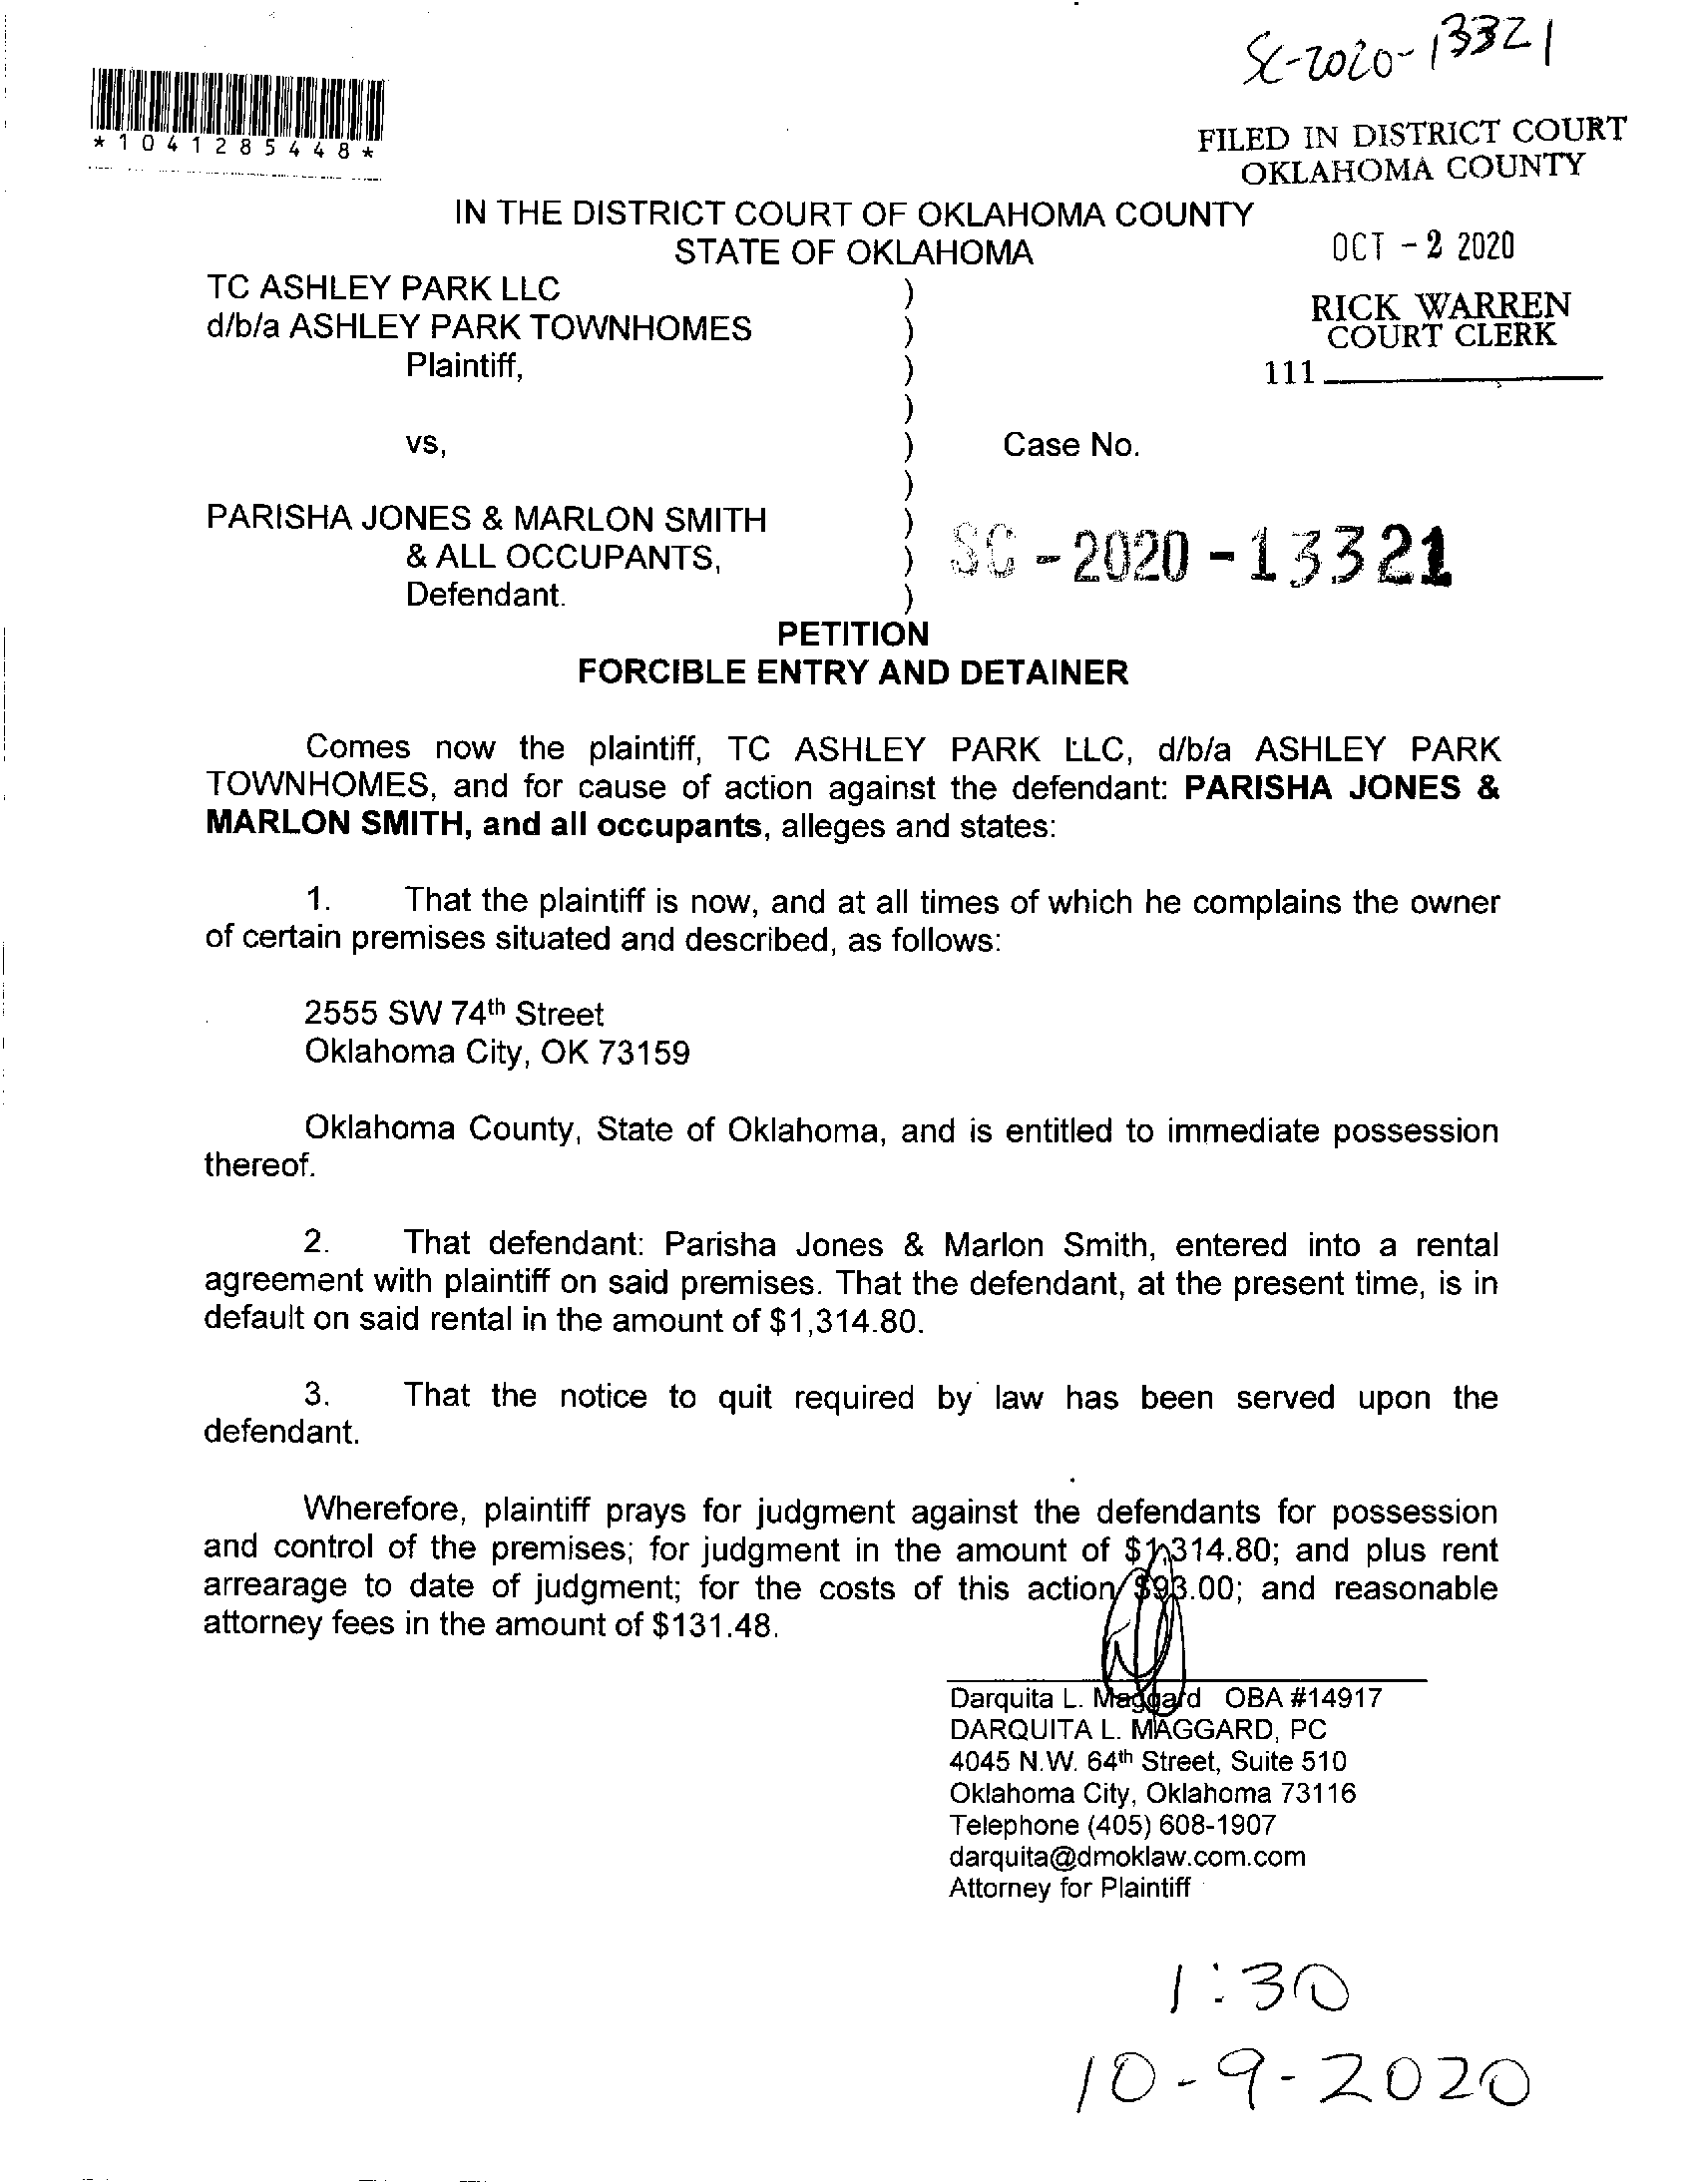 SC-2020-13321
*1041285448*
FILED IN DISTRICT COURT
OKLAHOMA COUNTY
IN THE DISTRICT COURT OF OKLAHOMA COUNTY
STATE OF OKLAHOMA
OCT - 2 2020
TC ASHLEY PARK LLC )
d/b/a ASHLEY PARK TOWNHOMES )
RICK WARREN
COURT CLERK
Plaintiff, )
111
)
vs, ) Case No.
)
PARISHA JONES & MARLON SMITH )
& ALL OCCUPANTS, ) SC - 2020 - 13321
Defendant. )
PETITION
FORCIBLE ENTRY AND DETAINER
Comes now the plaintiff, TC ASHLEY PARK LLC, d/b/a ASHLEY PARK
TOWNHOMES, and for cause of action against the defendant: PARISHA JONES &
MARLON SMITH, and all occupants, alleges and states:
1. That the plaintiff is now, and at all times of which he complains the owner
of certain premises situated and described, as follows:
2555 SW 74th Street
Oklahoma City, OK 73159
Oklahoma County, State of Oklahoma, and is entitled to immediate possession
thereof.
2. That defendant: Parisha Jones & Marlon Smith, entered into a rental
agreement with plaintiff on said premises. That the defendant, at the present time, is in
default on said rental in the amount of $1,314.80.
3. That the notice to quit required by law has been served upon the
defendant.
Wherefore, plaintiff prays for judgment against the defendants for possession
and control of the premises; for judgment in the amount of $1,314.80; and plus rent
arrearage to date of judgment; for the costs of this action $93.00; and reasonable
attorney fees in the amount of $131.48.
Darquita L. Maggard OBA #14917
DARQUITA L. MAGGARD, PC
4045 N.W. 64th Street, Suite 510
Oklahoma City, Oklahoma 73116
Telephone (405) 608-1907
darquita@dmoklaw.com.com
Attorney for Plaintiff
1:30
10-9-2020